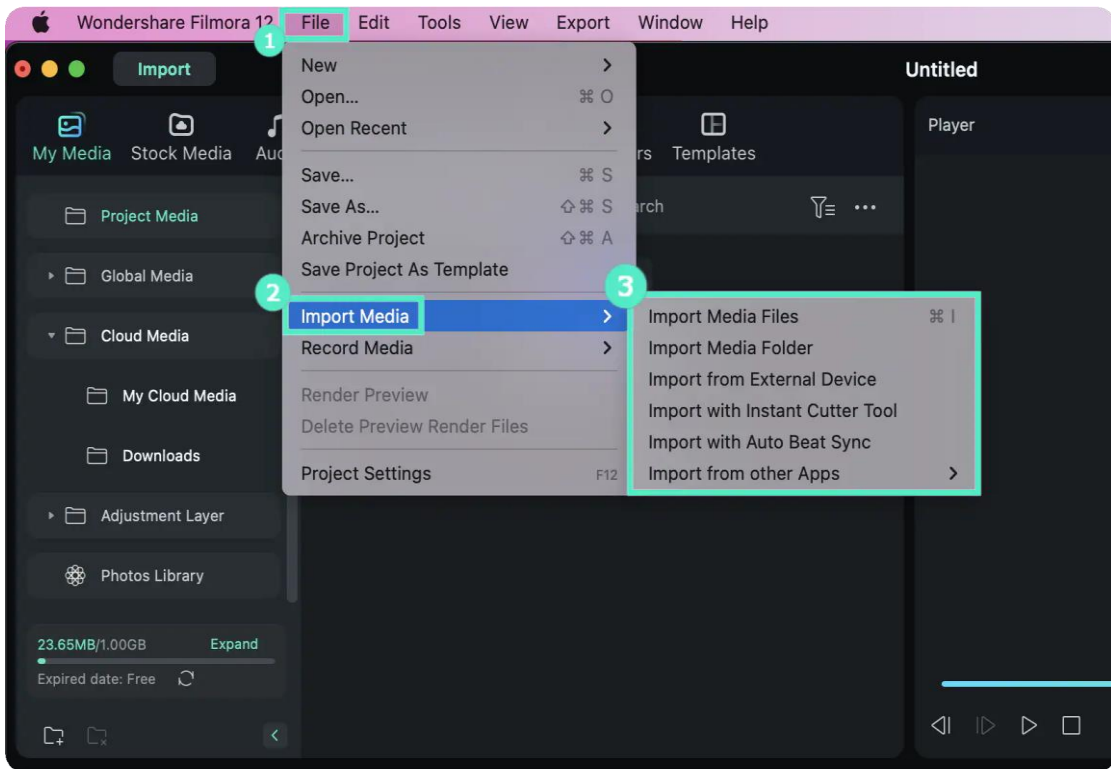 Wondershare Filmora 12 File Edit Tools View Export Window Help
1
Import
Untitled
My Media Stock Media Templates
Player
New
Open... ⌘ O
Open Recent
Save... ⌘ S
Save As... ⇧⌘ S
Archive Project ⇧⌘ A
Save Project As Template
2
Import Media
Record Media
Render Preview
Delete Preview Render Files
Project Settings F12
3
Import Media Files ⌘ I
Import Media Folder
Import from External Device
Import with Instant Cutter Tool
Import with Auto Beat Sync
Import from other Apps
Project Media
Global Media
Cloud Media
My Cloud Media
Downloads
Adjustment Layer
Photos Library
23.65MB/1.00GB Expand
Expired date: Free